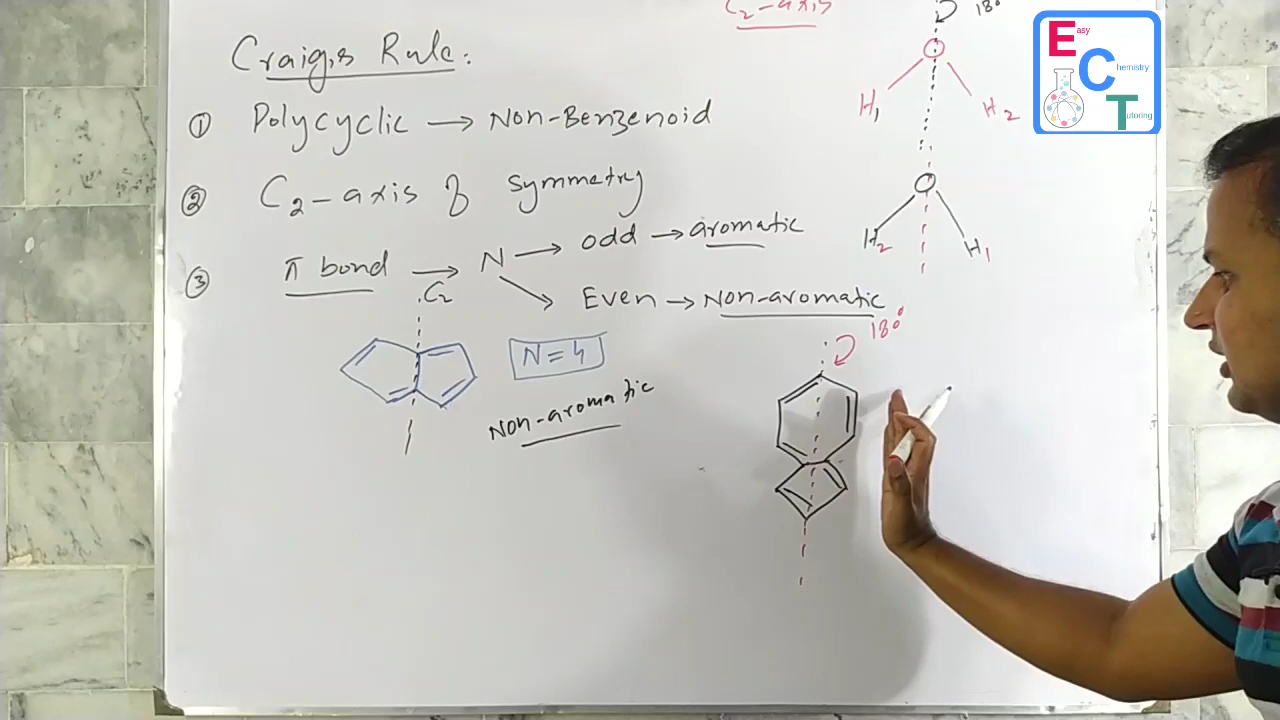 C2-axis
180
Craig,s Rule:
① Polycyclic → Non-Benzenoid
② C2-axis of symmetry
③ π bond → N → odd → aromatic
Even → Non-aromatic
H1
H2
H2
H1
C2
N=4
Non-aromatic
180°
Easy
Chemistry
Tutoring